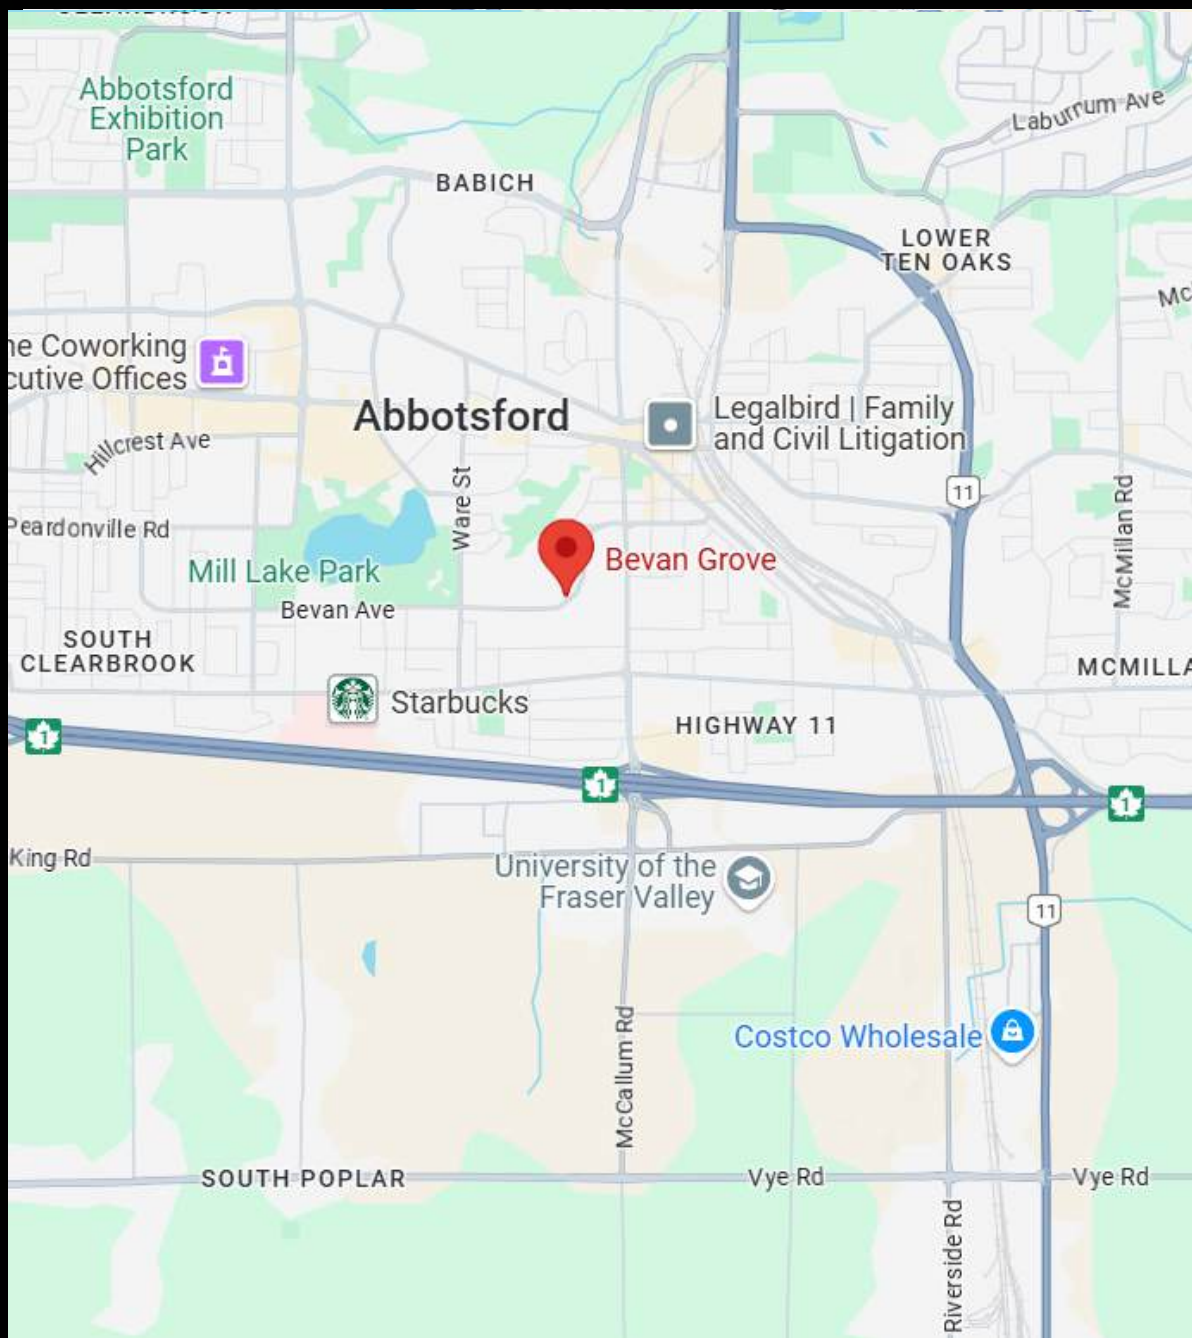 Abbotsford
Exhibition
Park
Laburrum Ave
BABICH
LOWER
TEN OAKS
Mc
ne Coworking
cutive Offices
Abbotsford
Legalbird | Family
and Civil Litigation
Hillcrest Ave
Ware St
11
McMillan Rd
Peardonville Rd
Mill Lake Park
Bevan Grove
Bevan Ave
SOUTH
CLEARBROOK
MCMILLA
Starbucks
HIGHWAY 11
1
1
1
King Rd
University of the
Fraser Valley
11
McCallum Rd
Costco Wholesale
SOUTH POPLAR
Vye Rd
Vye Rd
Riverside Rd